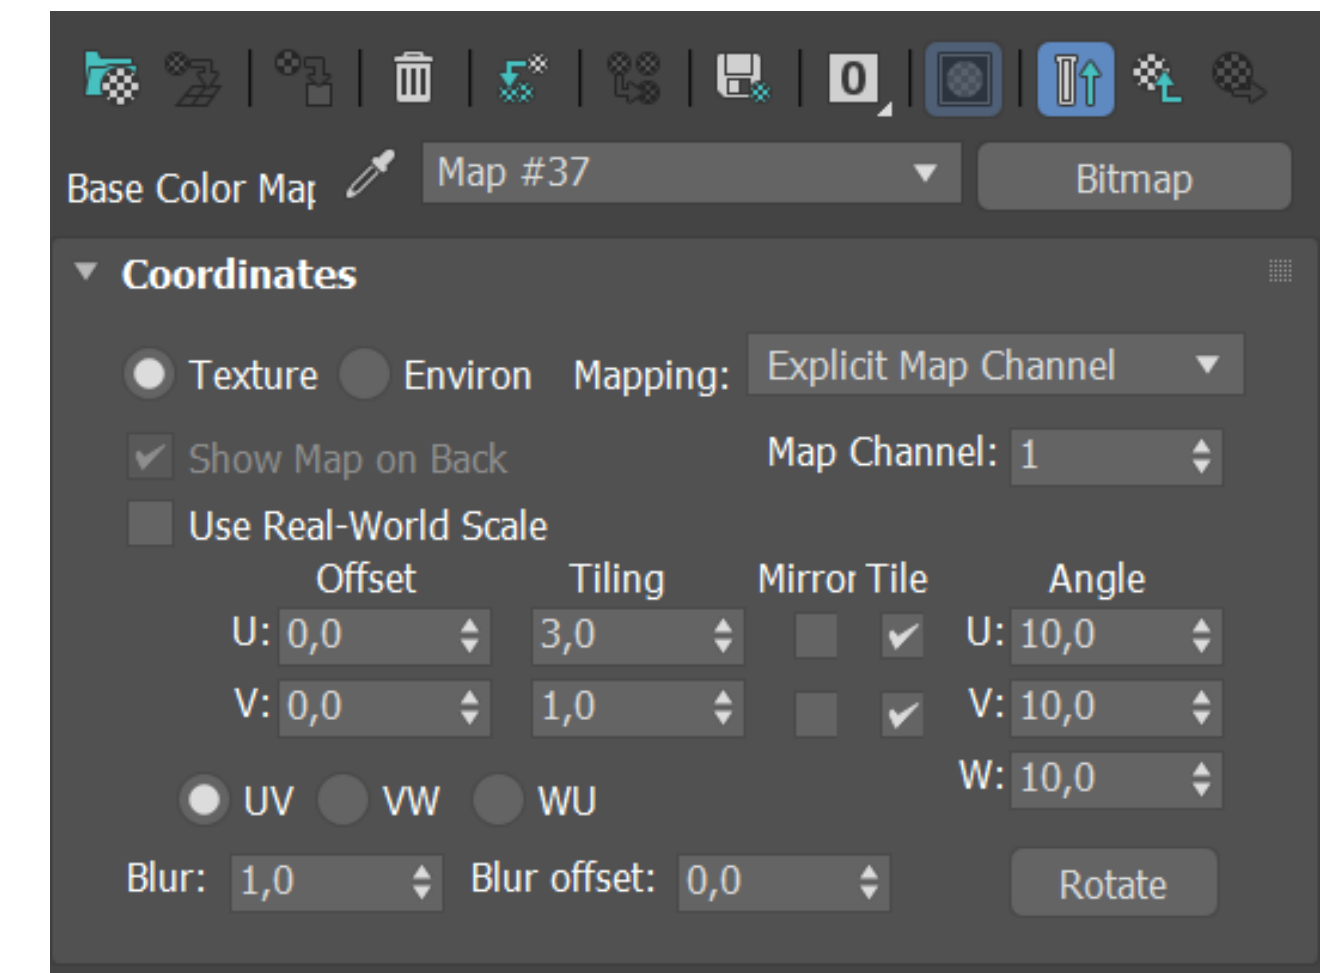 0
Base Color Map Map #37 Bitmap
Coordinates
Texture Environ Mapping: Explicit Map Channel
Show Map on Back Map Channel: 1
Use Real-World Scale
Offset Tiling Mirror Tile Angle
U: 0,0 3,0 U: 10,0
V: 0,0 1,0 V: 10,0
W: 10,0
UV VW WU
Blur: 1,0 Blur offset: 0,0 Rotate